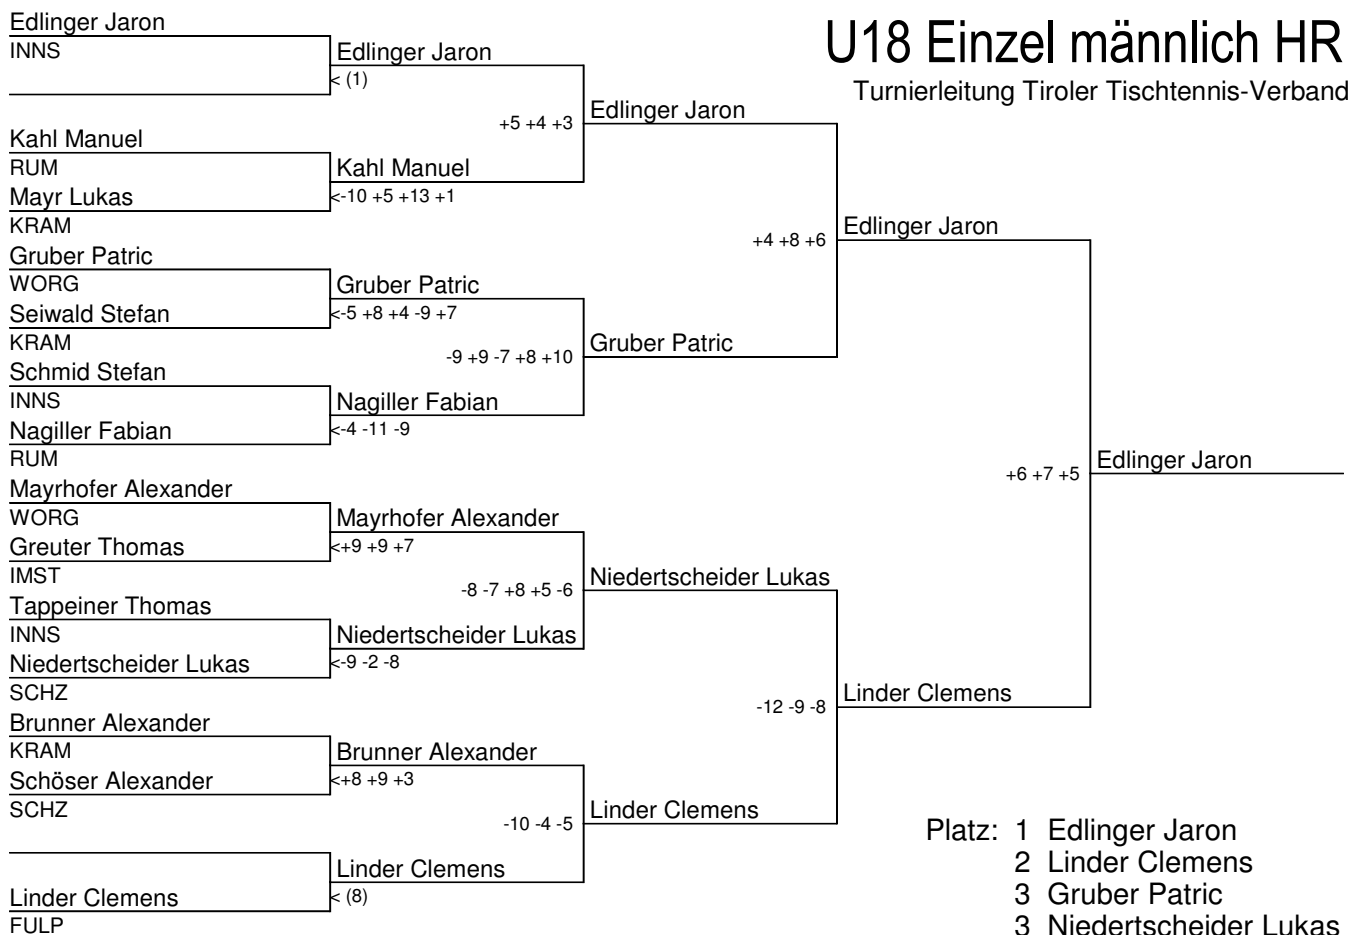 U18 Einzel männlich HR
Turnierleitung Tiroler Tischtennis-Verband
Edlinger Jaron
INNS
Kahl Manuel
RUM
Mayr Lukas
KRAM
Gruber Patric
WORG
Seiwald Stefan
KRAM
Schmid Stefan
INNS
Nagiller Fabian
RUM
Mayrhofer Alexander
WORG
Greuter Thomas
IMST
Tappeiner Thomas
INNS
Niedertscheider Lukas
SCHZ
Brunner Alexander
KRAM
Schöser Alexander
SCHZ
Linder Clemens
FULP
Edlinger Jaron
< (1)
Kahl Manuel
<-10 +5 +13 +1
Gruber Patric
<-5 +8 +4 -9 +7
Nagiller Fabian
<-4 -11 -9
Mayrhofer Alexander
<+9 +9 +7
Niedertscheider Lukas
<-9 -2 -8
Brunner Alexander
<+8 +9 +3
Linder Clemens
< (8)
Edlinger Jaron
+5 +4 +3
Gruber Patric
-9 +9 -7 +8 +10
Niedertscheider Lukas
-8 -7 +8 +5 -6
Linder Clemens
-10 -4 -5
Edlinger Jaron
+4 +8 +6
Linder Clemens
-12 -9 -8
Edlinger Jaron
+6 +7 +5
Platz: 1 Edlinger Jaron
2 Linder Clemens
3 Gruber Patric
3 Niedertscheider Lukas